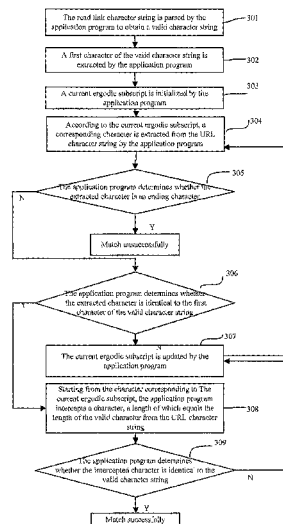 The read link character string is parsed by the
application program to obtain a valid character string
301
A first character of the valid character string is
extracted by the application program
302
A current ergodic subscript is initialized by the
application program
303
According to the current ergodic subscript, a
corresponding character is extracted from the URL
character string by the application program
304
The application program determines whether the
extracted character is an ending character
305
N
Y
Match unsuccessfully
The application program determines whether
the extracted character is identical to the first
character of the valid character string
306
Y
N
The current ergodic subscript is updated by the
application program
307
Starting from the character corresponding to The
current ergodic subscript, the application program
intercepts a character, a length of which equals the
length of the valid character from the URL character
string
308
The application program determines
whether the intercepted character is identical to the
valid character string
309
N
Y
Match successfully